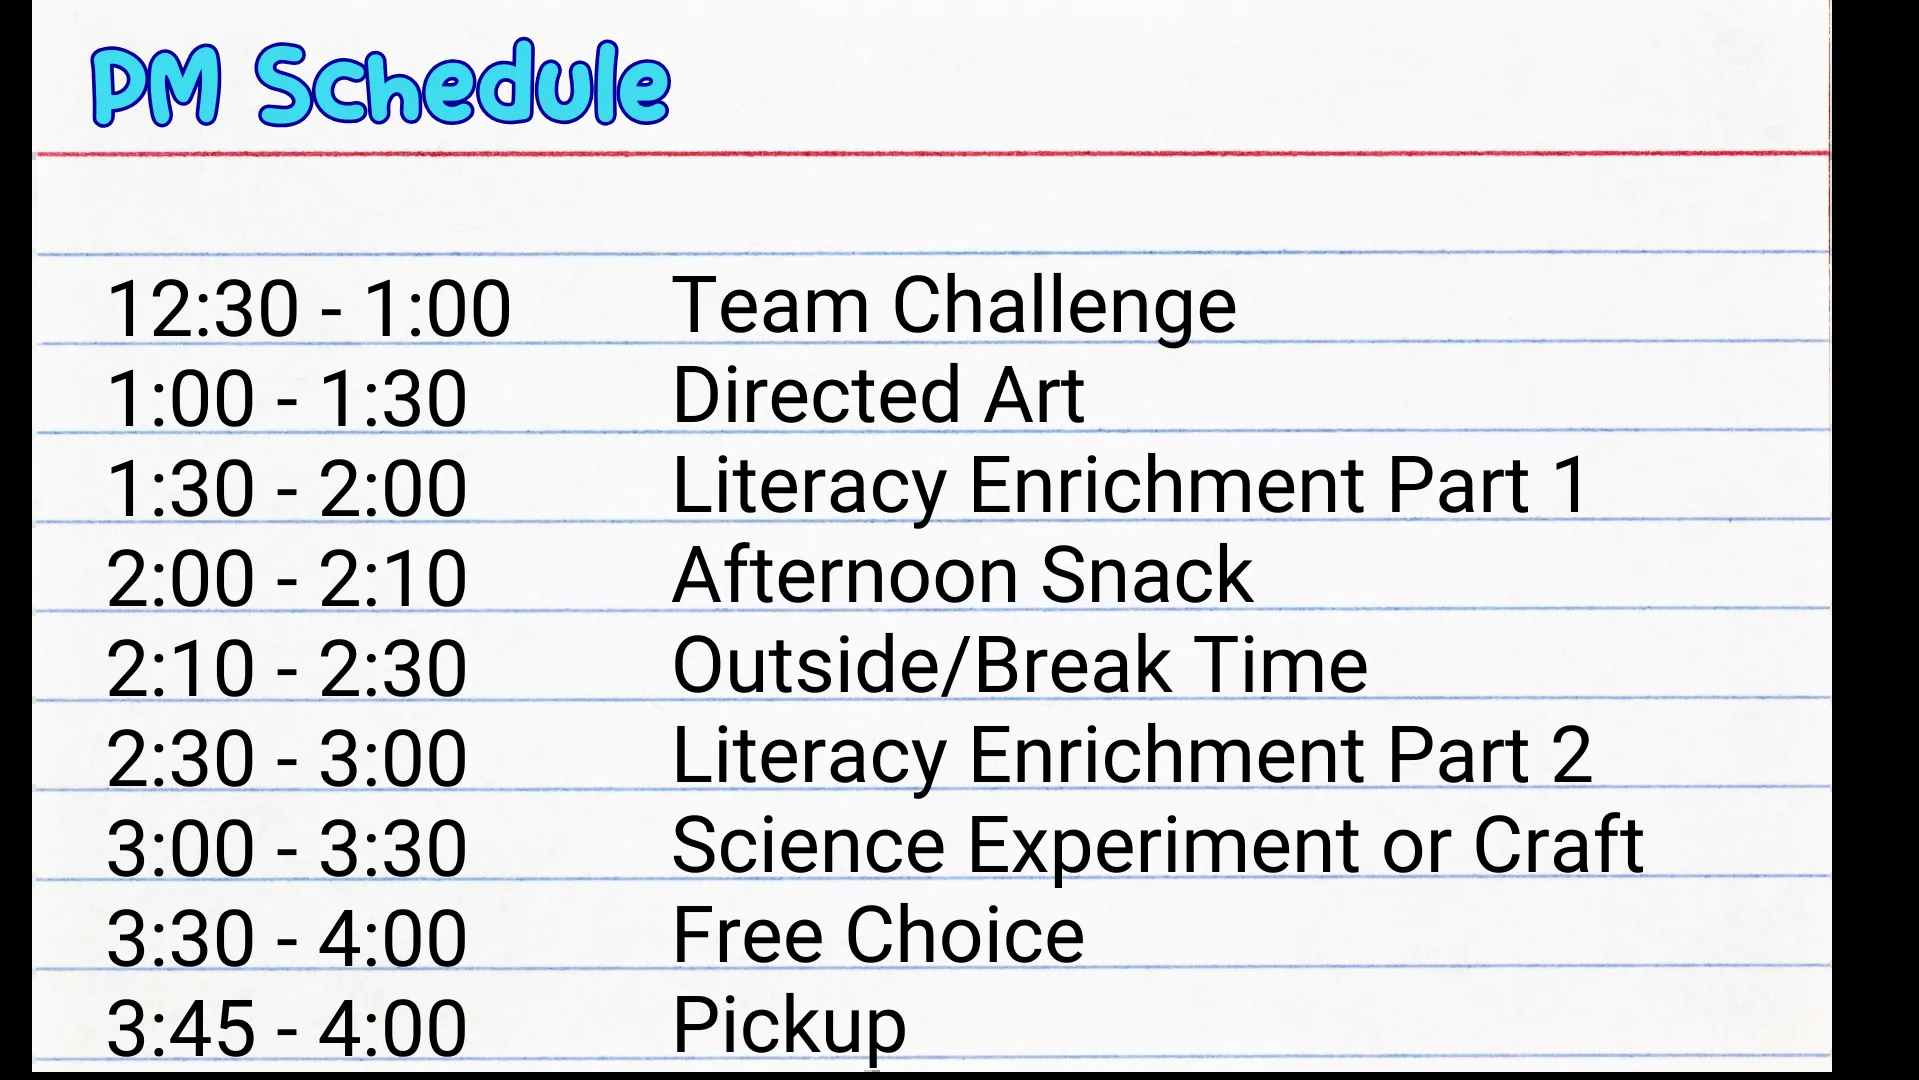 PM Schedule
12:30 - 1:00 Team Challenge
1:00 - 1:30 Directed Art
1:30 - 2:00 Literacy Enrichment Part 1
2:00 - 2:10 Afternoon Snack
2:10 - 2:30 Outside/Break Time
2:30 - 3:00 Literacy Enrichment Part 2
3:00 - 3:30 Science Experiment or Craft
3:30 - 4:00 Free Choice
3:45 - 4:00 Pickup